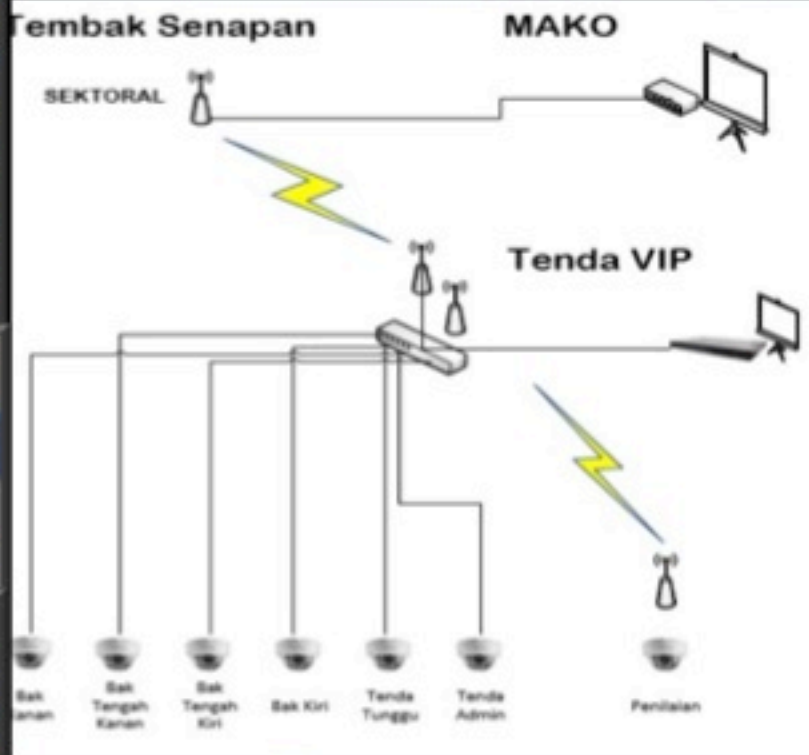 Tembak Senapan
MAKO
SEKTORAL
Tenda VIP
Bak
Kanan
Bak
Tengah
Kanan
Bak
Tengah
Kiri
Bak Kiri
Tenda
Tunggu
Tenda
Admin
Penilaian